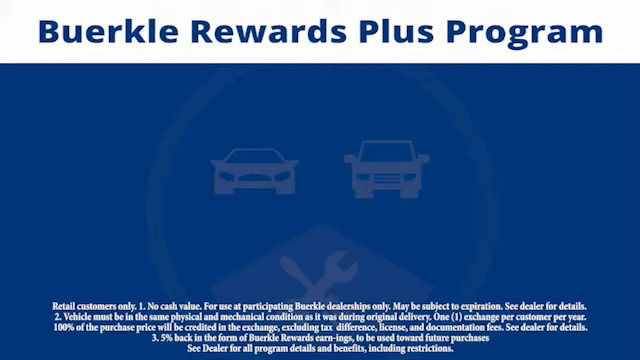 Buerkle Rewards Plus Program
Retail customers only. 1. No cash value. For use at participating Buerkle dealerships only. May be subject to expiration. See dealer for details.
2. Vehicle must be in the same physical and mechanical condition as it was during original delivery. One (1) exchange per customer per year.
100% of the purchase price will be credited in the exchange, excluding tax difference, license, and documentation fees. See dealer for details.
3. 5% back in the form of Buerkle Rewards earn-ings, to be used toward future purchases
See Dealer for all program details and benefits, including restrictions.